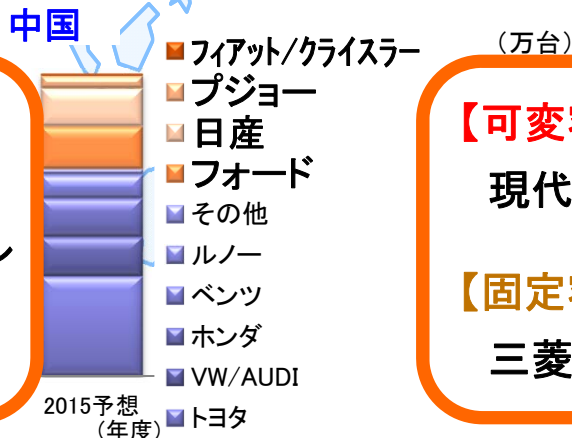 中国
フィアット/クライスラー
プジョー
日産
フォード
その他
ルノー
ベンツ
ホンダ
VW/AUDI
トヨタ
2015予想
(年度)
(万台)
【可変
現代
【固定
三菱